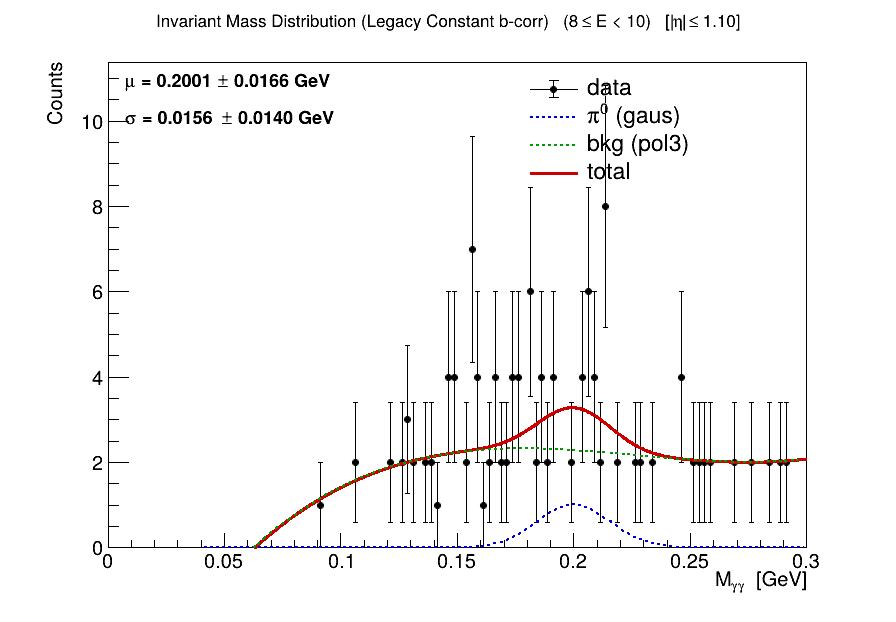 Invariant Mass Distribution (Legacy Constant b-corr) (8 ≤ E < 10) [|η| ≤ 1.10]
Counts
μ = 0.2001 ± 0.0166 GeV
σ = 0.0156 ± 0.0140 GeV
data
π⁰ (gaus)
bkg (pol3)
total
10
8
6
4
2
0
0 0.05 0.1 0.15 0.2 0.25 0.3
Mγγ [GeV]